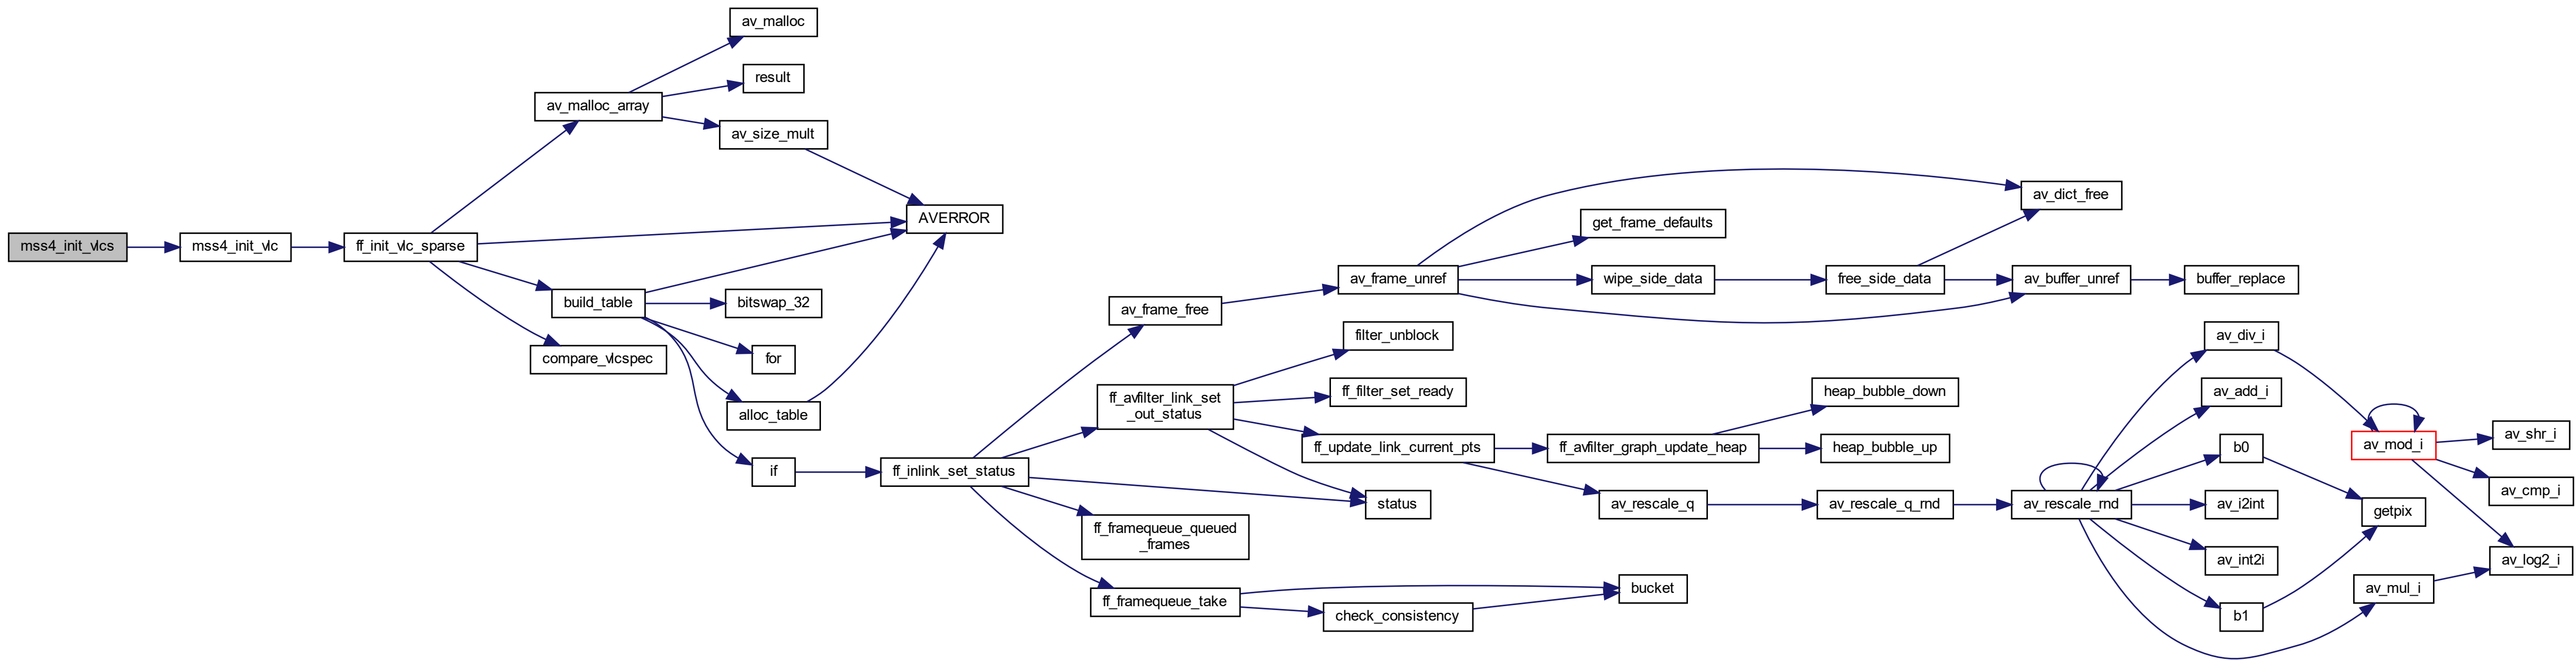 mss4_init_vlcs
mss4_init_vlc
ff_init_vlc_sparse
av_malloc_array
build_table
compare_vlcspec
av_malloc
result
av_size_mult
AVERROR
bitswap_32
for
alloc_table
if
ff_inlink_set_status
av_frame_free
ff_avfilter_link_set
_out_status
ff_framequeue_queued
_frames
ff_framequeue_take
av_frame_unref
filter_unblock
ff_filter_set_ready
ff_update_link_current_pts
status
check_consistency
bucket
get_frame_defaults
wipe_side_data
ff_avfilter_graph_update_heap
av_rescale_q
free_side_data
heap_bubble_down
heap_bubble_up
av_rescale_q_rnd
av_dict_free
av_buffer_unref
buffer_replace
av_rescale_rnd
av_div_i
av_add_i
b0
av_i2int
av_int2i
b1
av_mod_i
getpix
av_mul_i
av_shr_i
av_cmp_i
av_log2_i